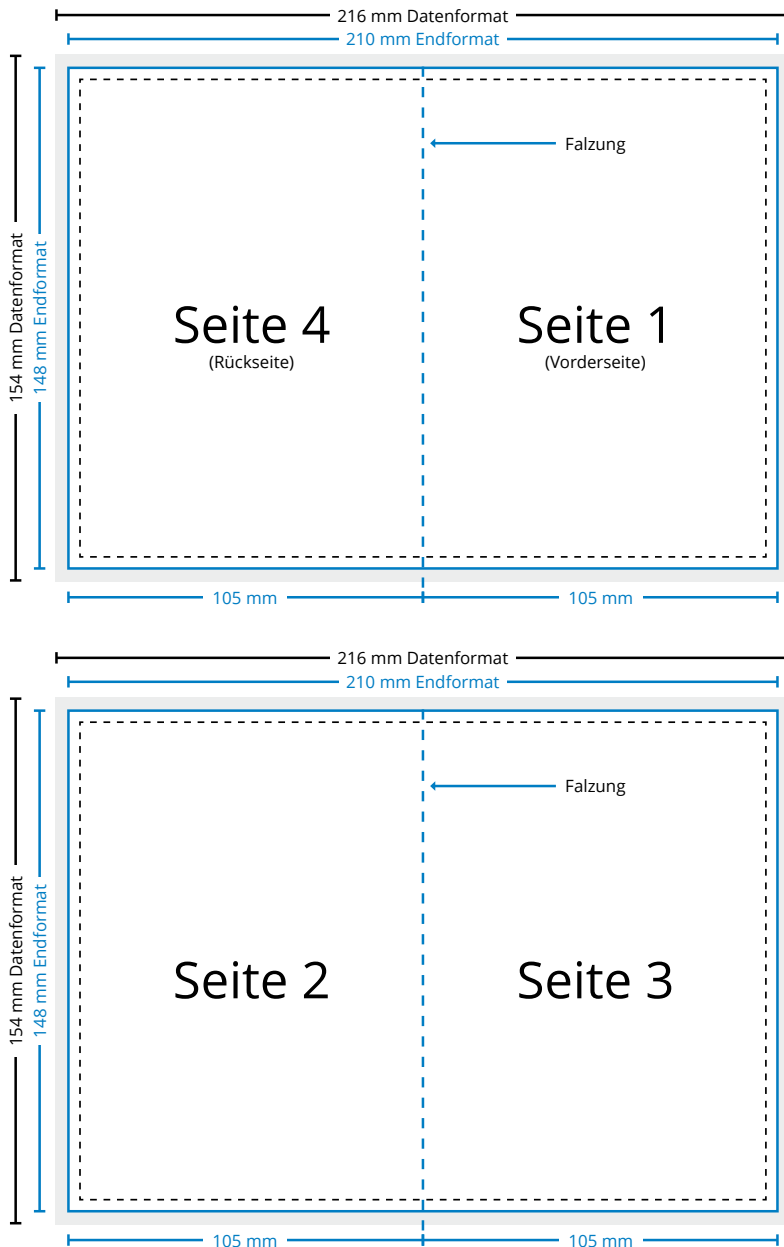 216 mm Datenformat
210 mm Endformat
154 mm Datenformat
148 mm Endformat
Falzung
Seite 4
(Rückseite)
Seite 1
(Vorderseite)
105 mm
105 mm
216 mm Datenformat
210 mm Endformat
154 mm Datenformat
148 mm Endformat
Falzung
Seite 2
Seite 3
105 mm
105 mm